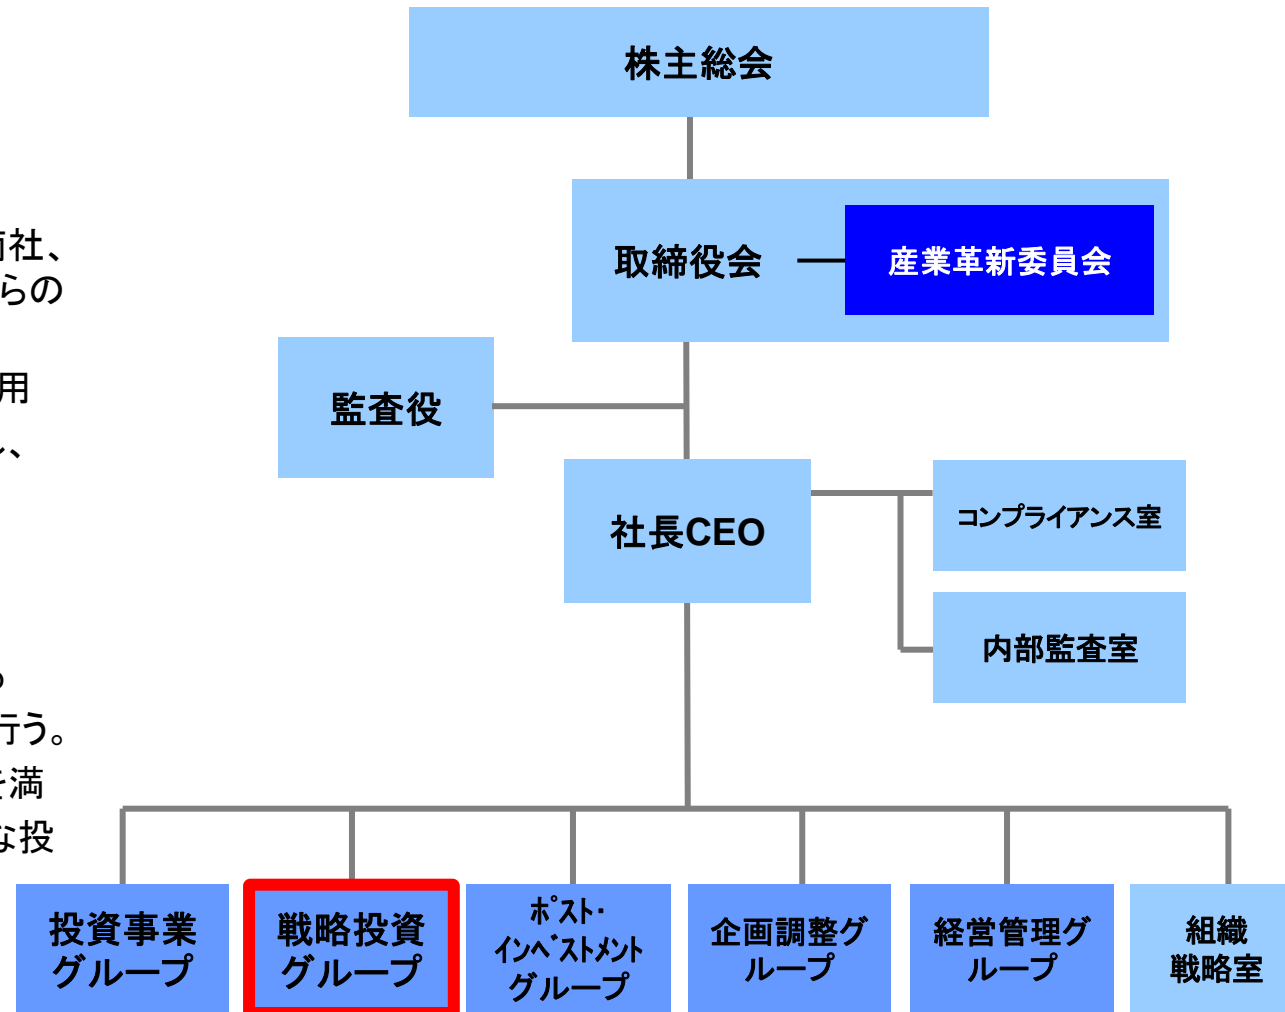 株主総会
取締役会
産業革新委員会
社、
らの
用
監査役
、
社長CEO
コンプライアンス室
内部監査室
行う。
を満
な投
投資事業
グループ
戦略投資
グループ
ﾎﾟｽﾄ･
ｲﾝﾍﾞｽﾄﾒﾝﾄ
グループ
企画調整グ
ループ
経営管理グ
ループ
組織
戦略室